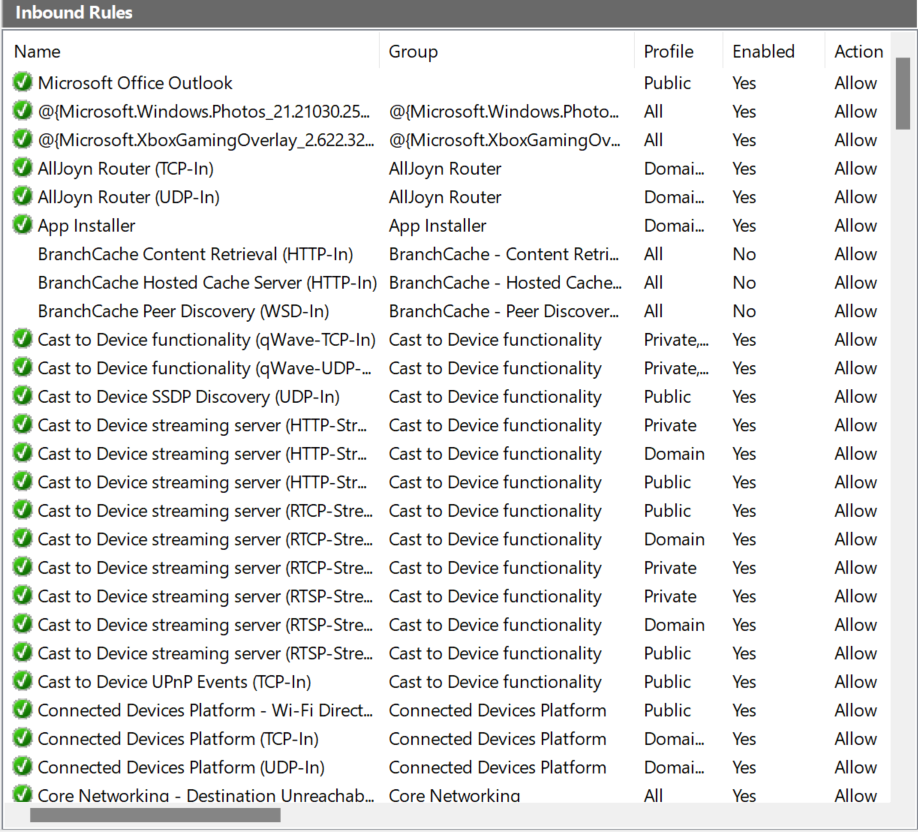 Inbound Rules
Name Group Profile Enabled Action
Microsoft Office Outlook Public Yes Allow
@{Microsoft.Windows.Photos_21.21030.25... @{Microsoft.Windows.Photo... All Yes Allow
@{Microsoft.XboxGamingOverlay_2.622.32... @{Microsoft.XboxGamingOv... All Yes Allow
AllJoyn Router (TCP-In) AllJoyn Router Domai... Yes Allow
AllJoyn Router (UDP-In) AllJoyn Router Domai... Yes Allow
App Installer App Installer Domai... Yes Allow
BranchCache Content Retrieval (HTTP-In) BranchCache - Content Retri... All No Allow
BranchCache Hosted Cache Server (HTTP-In) BranchCache - Hosted Cache... All No Allow
BranchCache Peer Discovery (WSD-In) BranchCache - Peer Discover... All No Allow
Cast to Device functionality (qWave-TCP-In) Cast to Device functionality Private,... Yes Allow
Cast to Device functionality (qWave-UDP-... Cast to Device functionality Private,... Yes Allow
Cast to Device SSDP Discovery (UDP-In) Cast to Device functionality Public Yes Allow
Cast to Device streaming server (HTTP-Str... Cast to Device functionality Private Yes Allow
Cast to Device streaming server (HTTP-Str... Cast to Device functionality Domain Yes Allow
Cast to Device streaming server (HTTP-Str... Cast to Device functionality Public Yes Allow
Cast to Device streaming server (RTCP-Stre... Cast to Device functionality Public Yes Allow
Cast to Device streaming server (RTCP-Stre... Cast to Device functionality Domain Yes Allow
Cast to Device streaming server (RTCP-Stre... Cast to Device functionality Private Yes Allow
Cast to Device streaming server (RTSP-Stre... Cast to Device functionality Private Yes Allow
Cast to Device streaming server (RTSP-Stre... Cast to Device functionality Domain Yes Allow
Cast to Device streaming server (RTSP-Stre... Cast to Device functionality Public Yes Allow
Cast to Device UPnP Events (TCP-In) Cast to Device functionality Public Yes Allow
Connected Devices Platform - Wi-Fi Direct... Connected Devices Platform Public Yes Allow
Connected Devices Platform (TCP-In) Connected Devices Platform Domai... Yes Allow
Connected Devices Platform (UDP-In) Connected Devices Platform Domai... Yes Allow
Core Networking - Destination Unreachab... Core Networking All Yes Allow